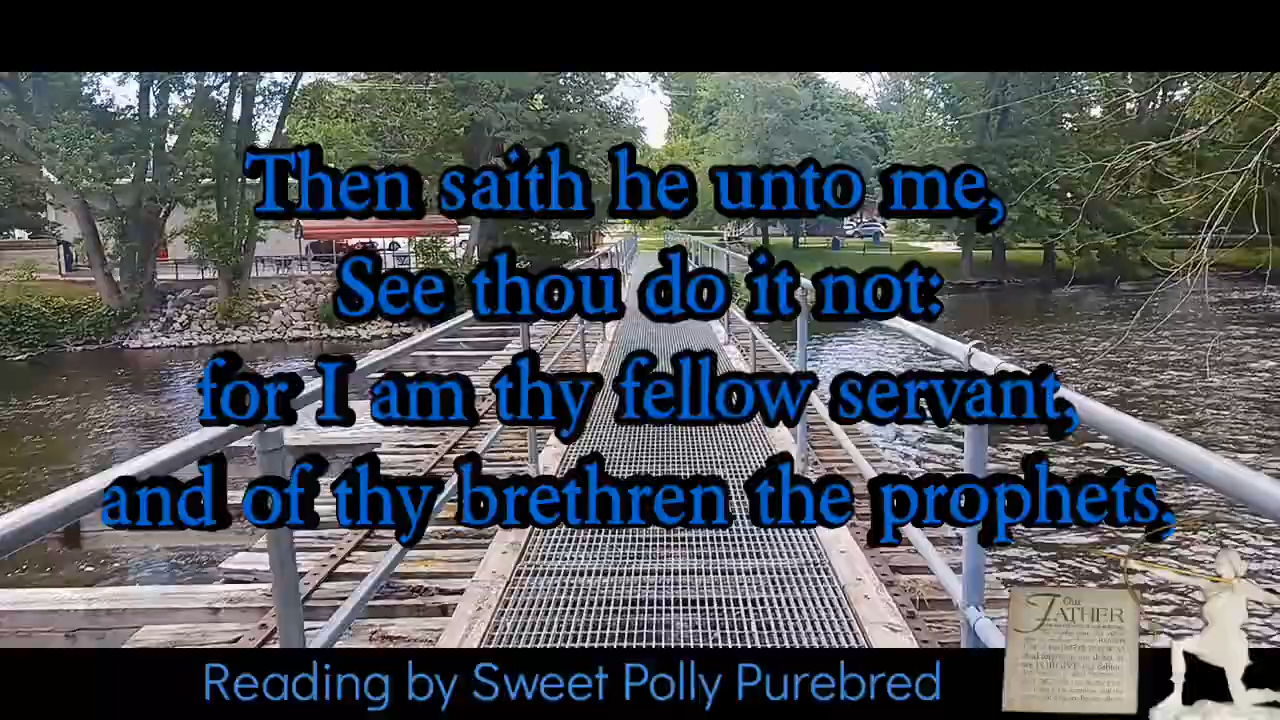 Then saith he unto me,
See thou do it not:
for I am thy fellow servant,
and of thy brethren the prophets,
Reading by Sweet Polly Purebred
Our
FATHER